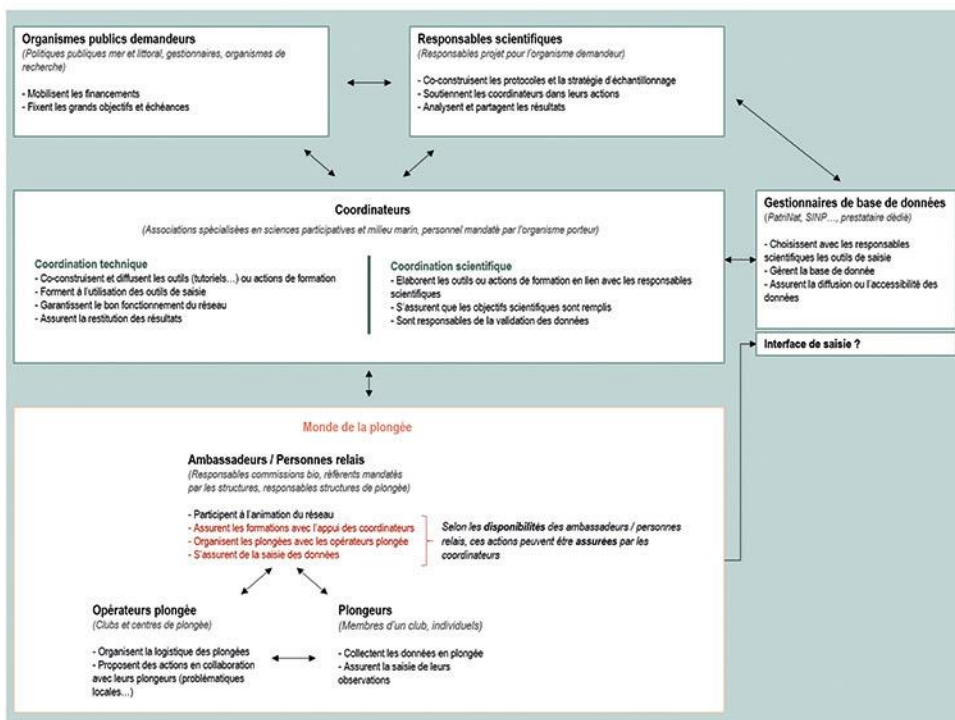 Organismes publics demandeurs
(Politiques publiques mer et littoral, gestionnaires, organismes de
recherche)
- Mobilisent les financements
- Fixent les grands objectifs et échéances
Responsables scientifiques
(Responsables projet pour l'organisme demandeur)
- Co-construisent les protocoles et la stratégie d'échantillonnage
- Soutiennent les coordinateurs dans leurs actions
- Analysent et partagent les résultats
Coordinateurs
(Associations spécialisées en sciences participatives et milieu marin, personnel mandaté par l'organisme porteur)
Coordination technique
- Co-construisent et diffusent les outils (tutoriels…) ou actions de formation
- Forment à l'utilisation des outils de saisie
- Garantissent le bon fonctionnement du réseau
- Assurent la restitution des résultats
Coordination scientifique
- Elaborent les outils ou actions de formation en lien avec les responsables
scientifiques
- S'assurent que les objectifs scientifiques sont remplis
- Sont responsables de la validation des données
Gestionnaires de base de données
(PatriNat, SINP…, prestataire dédié)
- Choisissent avec les responsables
scientifiques les outils de saisie
- Gèrent la base de donnée
- Assurent la diffusion ou l'accessibilité des
données
Interface de saisie ?
Monde de la plongée
Ambassadeurs / Personnes relais
(Responsables commissions bio, référents mandatés
par les structures, responsables structures de plongée)
- Participent à l'animation du réseau
- Assurent les formations avec l'appui des coordinateurs
- Organisent les plongées avec les opérateurs plongée
- S'assurent de la saisie des données
Selon les disponibilités des ambassadeurs / personnes
relais, ces actions peuvent être assurées par les
coordinateurs
Opérateurs plongée
(Clubs et centres de plongée)
- Organisent la logistique des plongées
- Proposent des actions en collaboration
avec leurs plongeurs (problématiques
locales…)
Plongeurs
(Membres d'un club, individuels)
- Collectent les données en plongée
- Assurent la saisie de leurs
observations